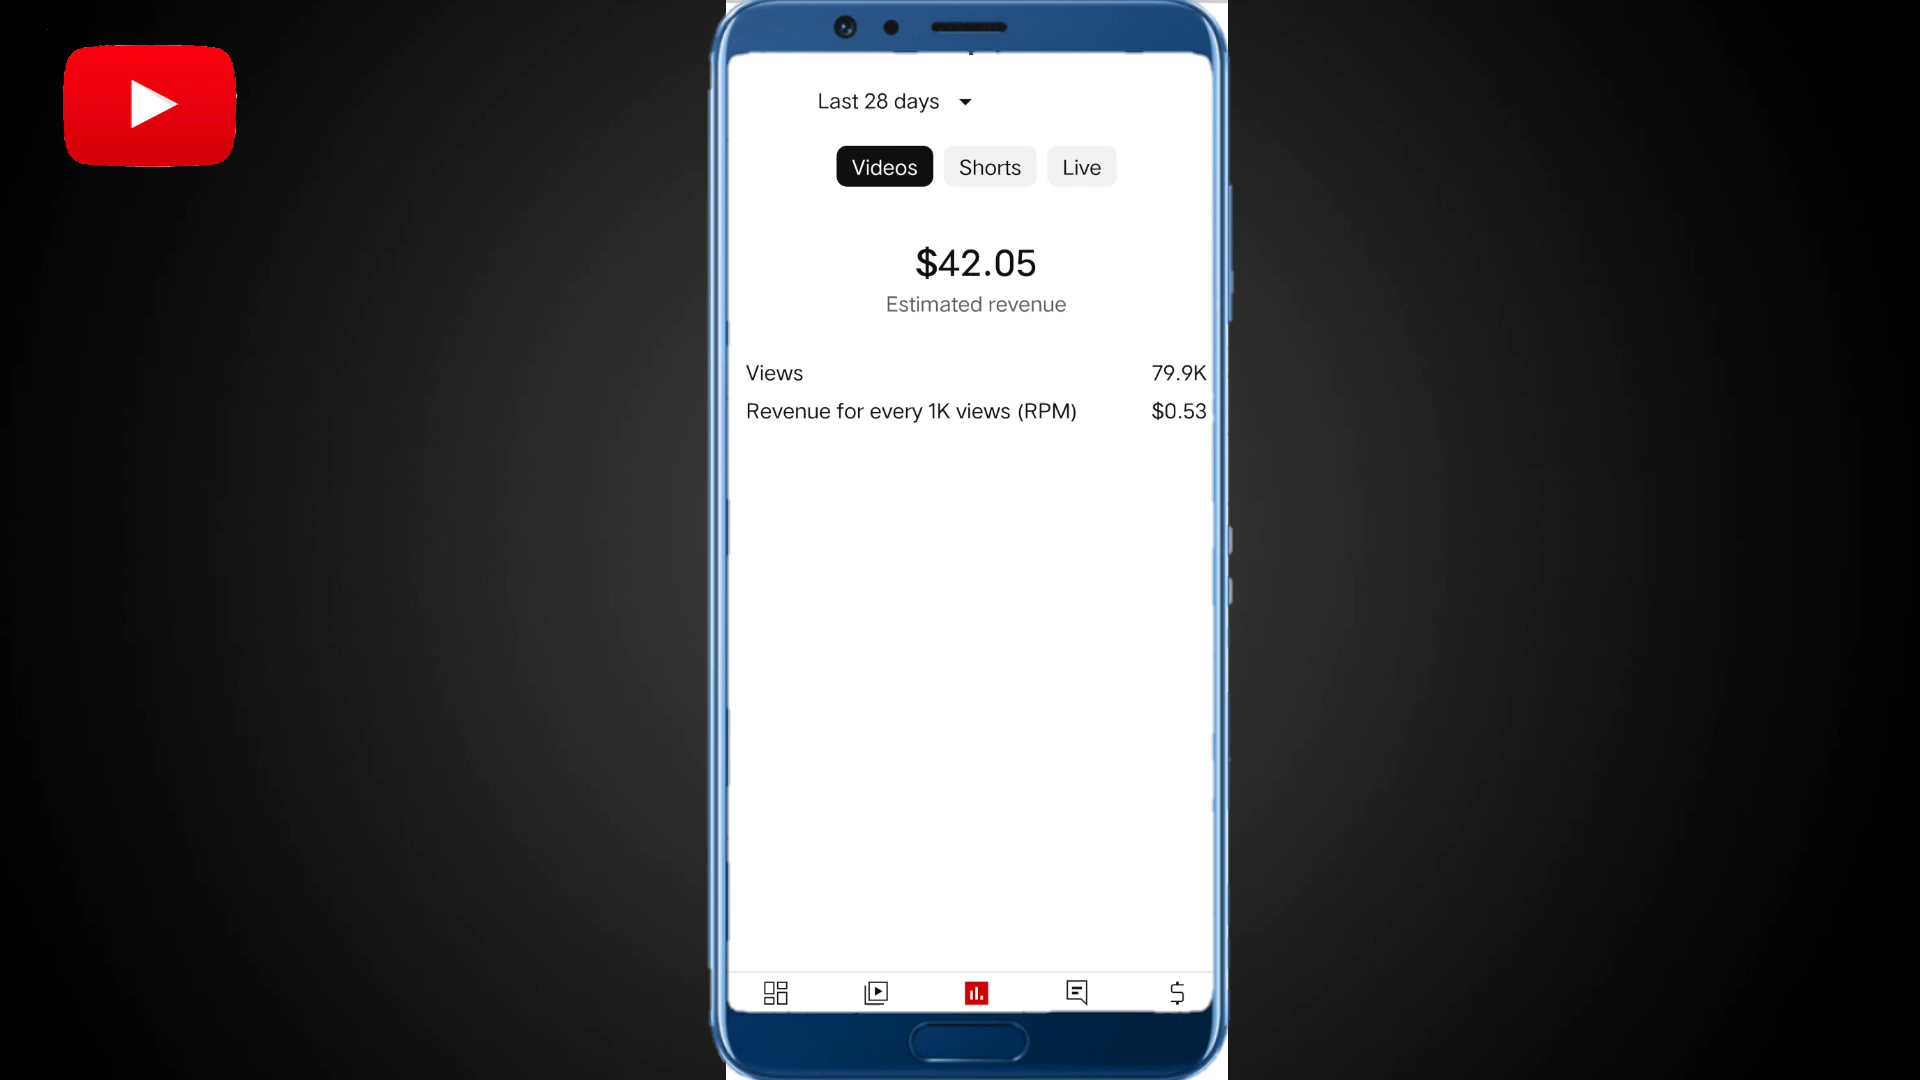 Last 28 days
Videos Shorts Live
$42.05
Estimated revenue
Views 79.9K
Revenue for every 1K views (RPM) $0.53